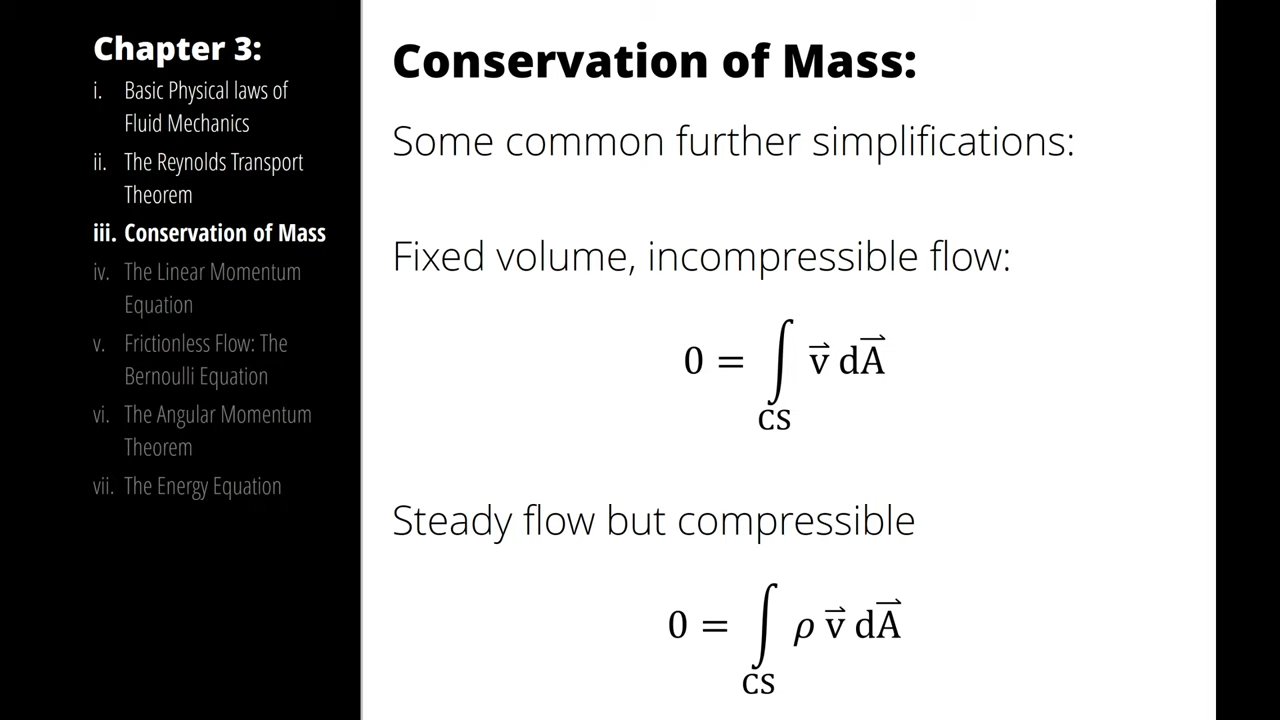 Chapter 3:
i. Basic Physical laws of
Fluid Mechanics
ii. The Reynolds Transport
Theorem
iii. Conservation of Mass
iv. The Linear Momentum
Equation
v. Frictionless Flow: The
Bernoulli Equation
vi. The Angular Momentum
Theorem
vii. The Energy Equation
Conservation of Mass:
Some common further simplifications:
Fixed volume, incompressible flow:
0 = ∫ v⃗ dA⃗
CS
Steady flow but compressible
0 = ∫ ρ v⃗ dA⃗
CS